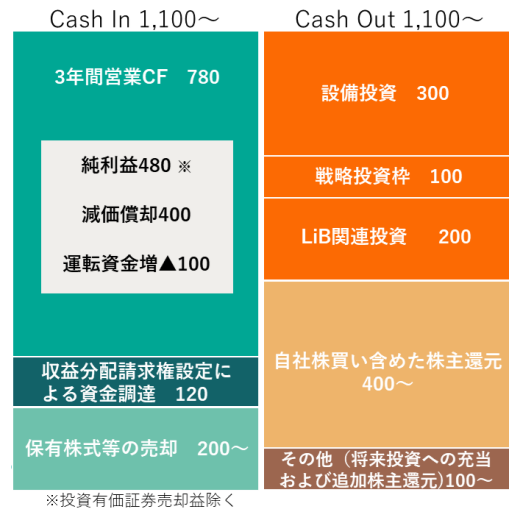 Cash In 1,100～
3年間営業CF 780
純利益480 ※
減価償却400
運転資金増▲100
収益分配請求権設定に
よる資金調達 120
保有株式等の売却 200～
※投資有価証券売却益除く
Cash Out 1,100～
設備投資 300
戦略投資枠 100
LiB関連投資 200
自社株買い含めた株主還元
400～
その他（将来投資への充当
および追加株主還元)100～